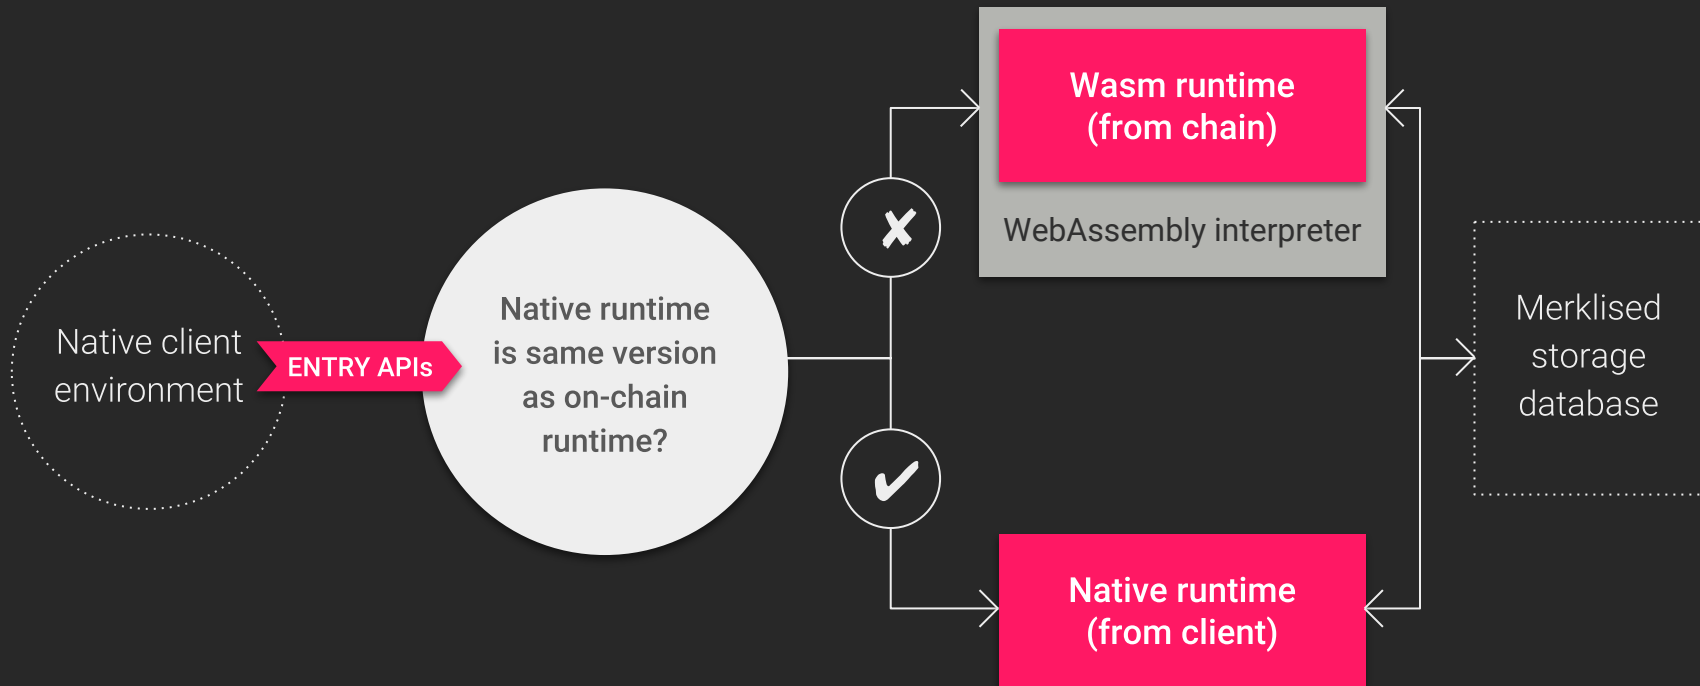 Native client
environment
ENTRY APIs
Native runtime
is same version
as on-chain
runtime?
✘
✔
Wasm runtime
(from chain)
WebAssembly interpreter
Native runtime
(from client)
Merklised
storage
database